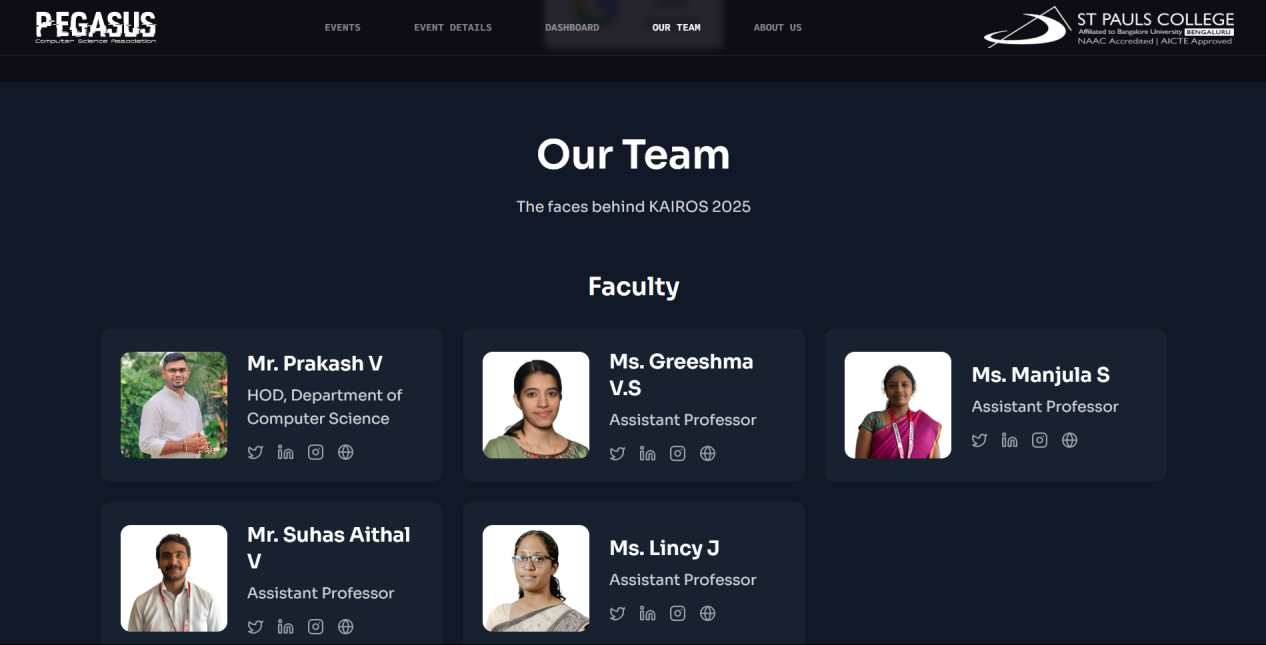 PEGASUS
Computer Science Association
EVENTS
EVENT DETAILS
DASHBOARD
OUR TEAM
ABOUT US
ST PAULS COLLEGE
Affiliated to Bangalore University BENGALURU
NAAC Accredited | AICTE Approved
Our Team
The faces behind KAIROS 2025
Faculty
Mr. Prakash V
HOD, Department of
Computer Science
Ms. Greeshma
V.S
Assistant Professor
Ms. Manjula S
Assistant Professor
Mr. Suhas Aithal
V
Assistant Professor
Ms. Lincy J
Assistant Professor